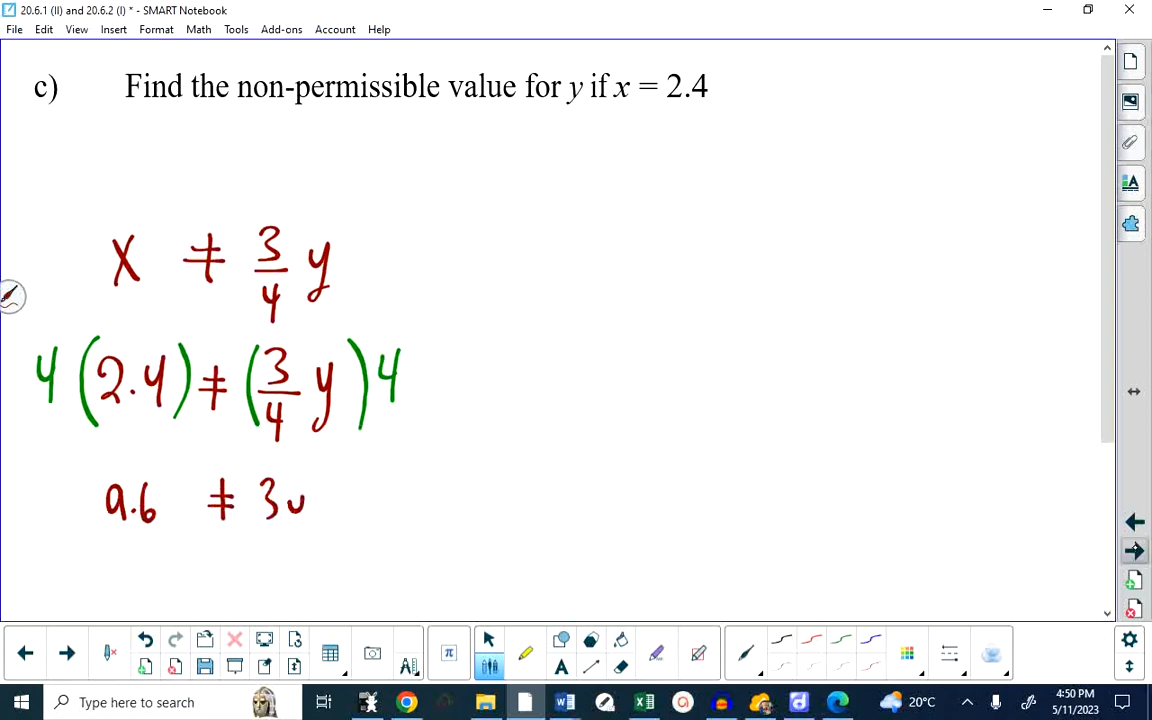 20.6.1 (II) and 20.6.2 (I) * - SMART Notebook
File Edit View Insert Format Math Tools Add-ons Account Help
c) Find the non-permissible value for y if x = 2.4
x ≠ 3/4 y
4 (2.4) ≠ (3/4 y) 4
9.6 ≠ 3
Type here to search
20°C
4:50 PM
5/11/2023